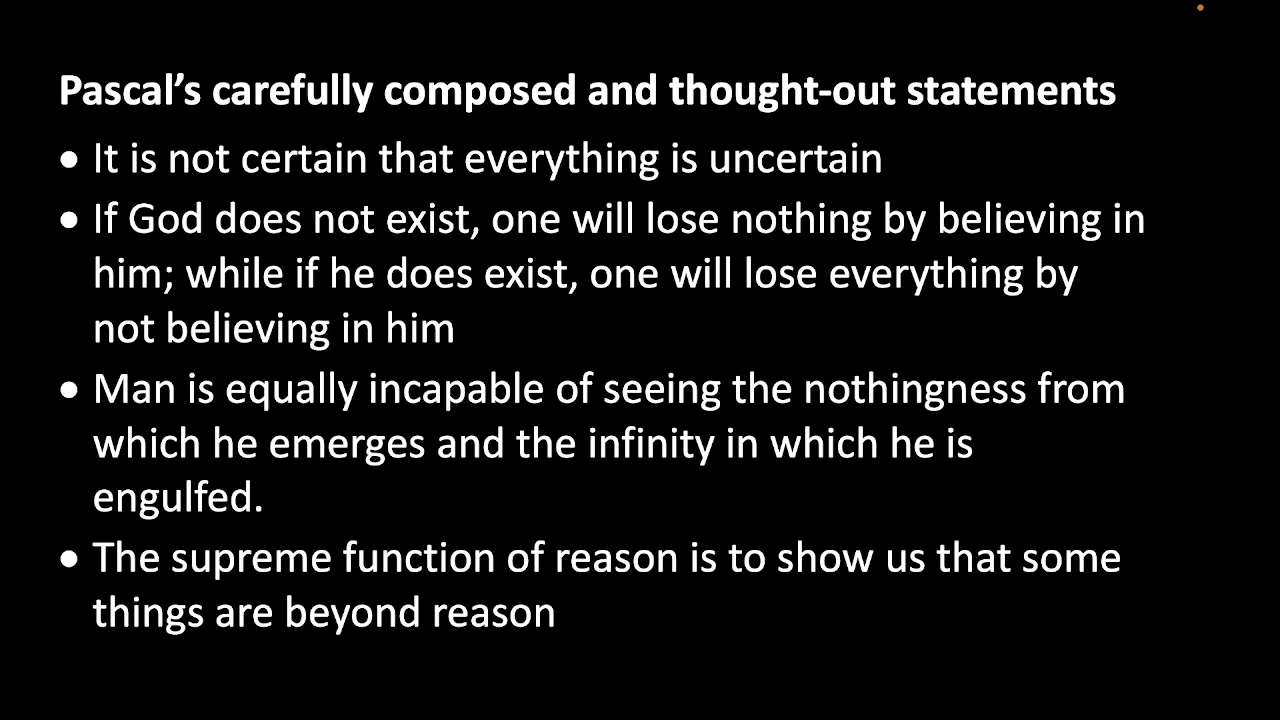 Pascal’s carefully composed and thought-out statements
• It is not certain that everything is uncertain
• If God does not exist, one will lose nothing by believing in
him; while if he does exist, one will lose everything by
not believing in him
• Man is equally incapable of seeing the nothingness from
which he emerges and the infinity in which he is
engulfed.
• The supreme function of reason is to show us that some
things are beyond reason